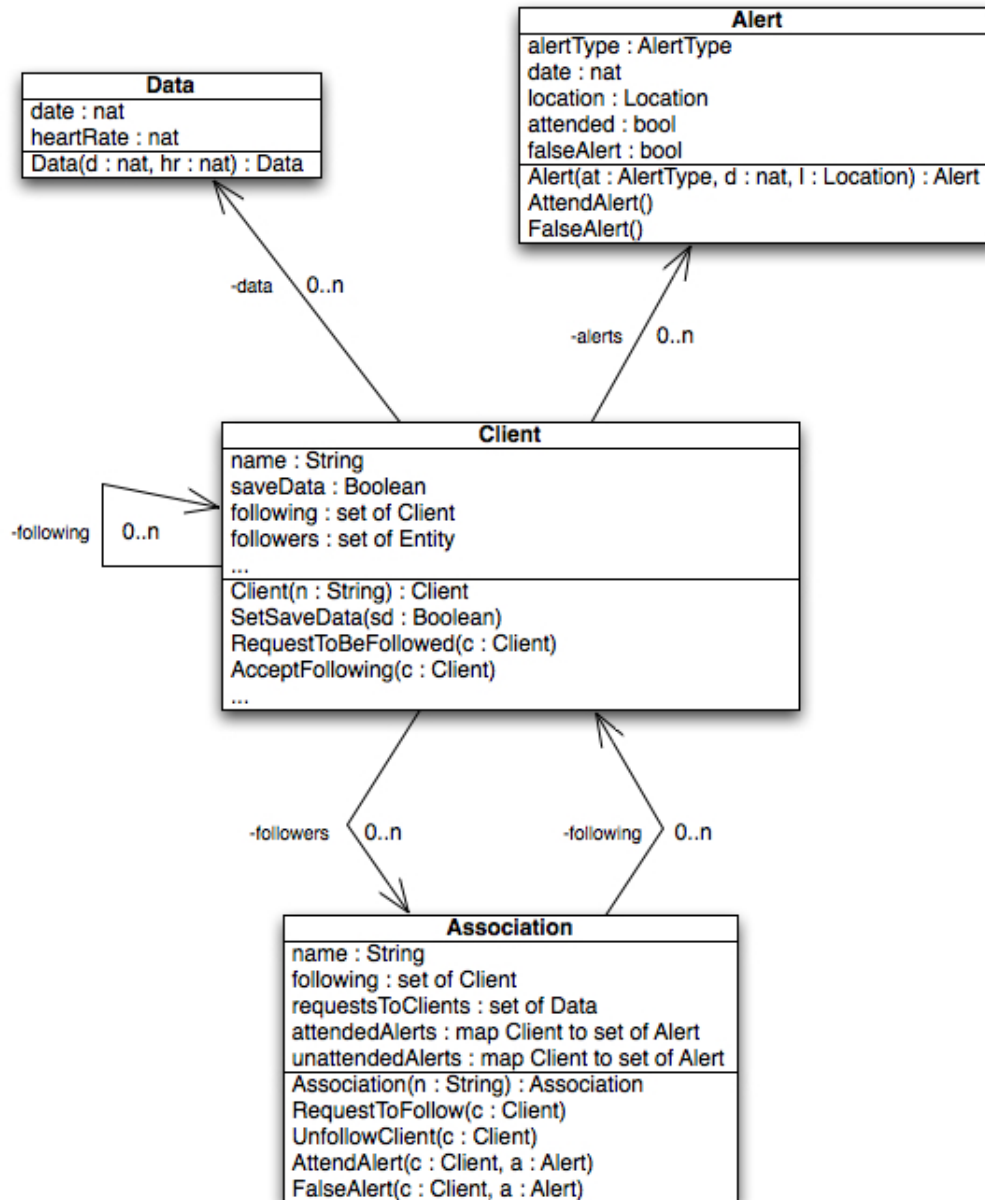 Alert
alertType : AlertType
date : nat
location : Location
attended : bool
falseAlert : bool
Alert(at : AlertType, d : nat, l : Location) : Alert
AttendAlert()
FalseAlert()
Data
date : nat
heartRate : nat
Data(d : nat, hr : nat) : Data
-data 0..n
-alerts 0..n
Client
name : String
saveData : Boolean
following : set of Client
followers : set of Entity
...
Client(n : String) : Client
SetSaveData(sd : Boolean)
RequestToBeFollowed(c : Client)
AcceptFollowing(c : Client)
...
-following 0..n
-followers 0..n
-following 0..n
Association
name : String
following : set of Client
requestsToClients : set of Data
attendedAlerts : map Client to set of Alert
unattendedAlerts : map Client to set of Alert
Association(n : String) : Association
RequestToFollow(c : Client)
UnfollowClient(c : Client)
AttendAlert(c : Client, a : Alert)
FalseAlert(c : Client, a : Alert)